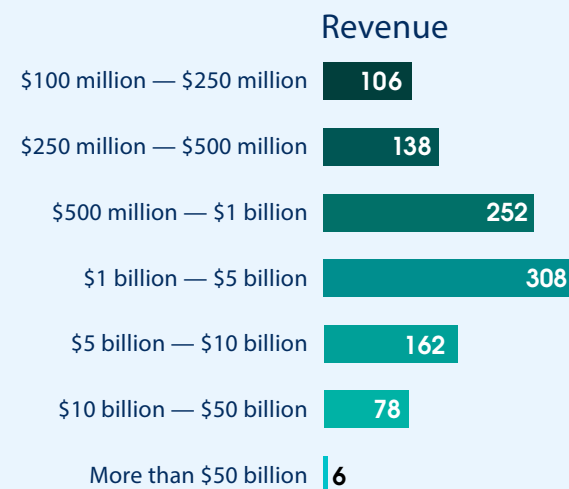 Revenue
$100 million — $250 million 106
$250 million — $500 million 138
$500 million — $1 billion 252
$1 billion — $5 billion 308
$5 billion — $10 billion 162
$10 billion — $50 billion 78
More than $50 billion 6